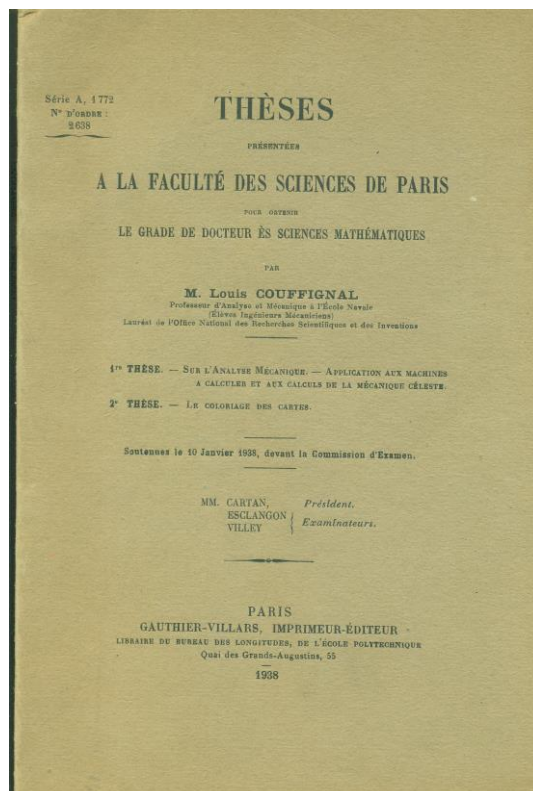 Série A, 1772
N° D'ORDRE :
2638
THÈSES
PRÉSENTÉES
A LA FACULTÉ DES SCIENCES DE PARIS
POUR OBTENIR
LE GRADE DE DOCTEUR ÈS SCIENCES MATHÉMATIQUES
PAR
M. Louis COUFFIGNAL
Professeur d'Analyse et Mécanique à l'École Navale
(Élèves Ingénieurs Mécaniciens)
Lauréat de l'Office National des Recherches Scientifiques et des Inventions
1re THÈSE. — SUR L'ANALYSE MÉCANIQUE. — APPLICATION AUX MACHINES
A CALCULER ET AUX CALCULS DE LA MÉCANIQUE CÉLESTE.
2e THÈSE. — LE COLORIAGE DES CARTES.
Soutenues le 10 Janvier 1938, devant la Commission d'Examen.
MM. CARTAN, Président.
ESCLANGON
VILLEY } Examinateurs.
PARIS
GAUTHIER-VILLARS, IMPRIMEUR-ÉDITEUR
LIBRAIRE DU BUREAU DES LONGITUDES, DE L'ÉCOLE POLYTECHNIQUE
Quai des Grands-Augustins, 55
1938